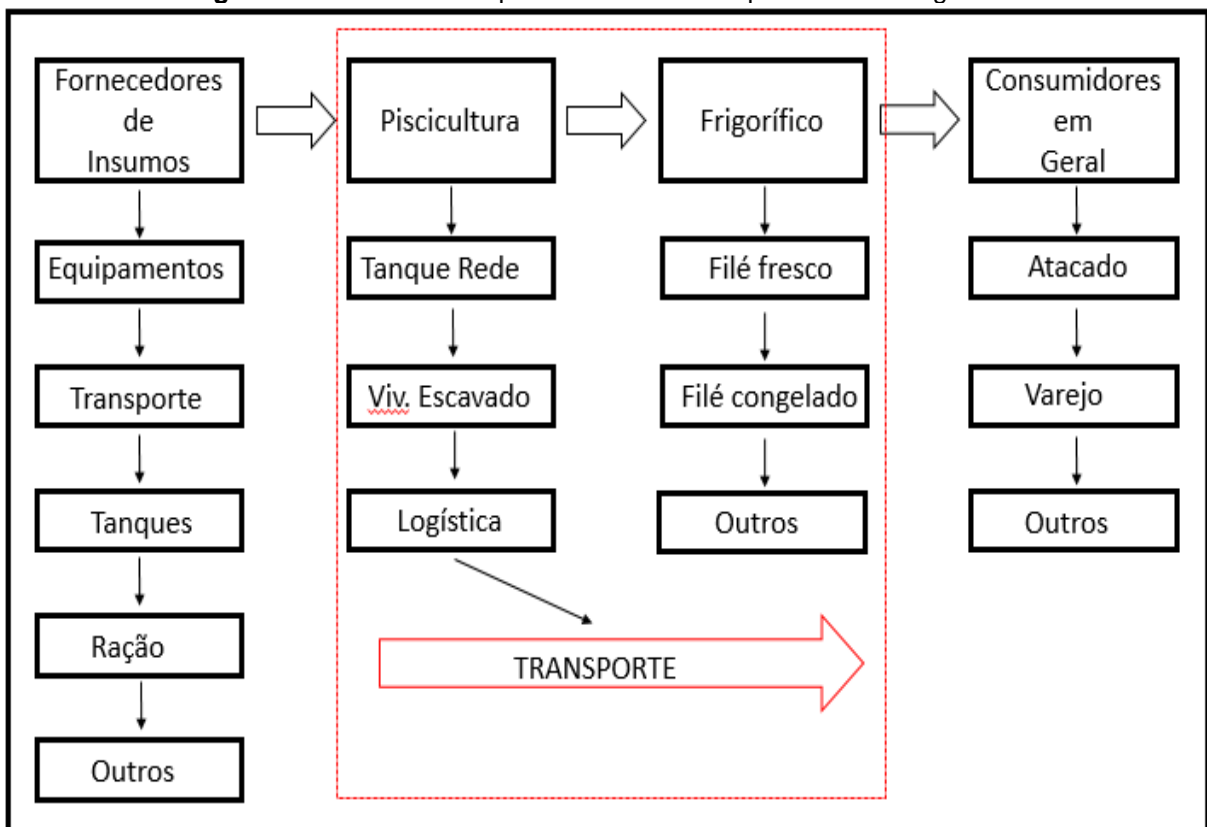 Fornecedores
de
Insumos
Piscicultura
Frigorífico
Consumidores
em
Geral
Equipamentos
Tanque Rede
Filé fresco
Atacado
Transporte
Viv. Escavado
Filé congelado
Varejo
Tanques
Logística
Outros
Outros
Ração
TRANSPORTE
Outros